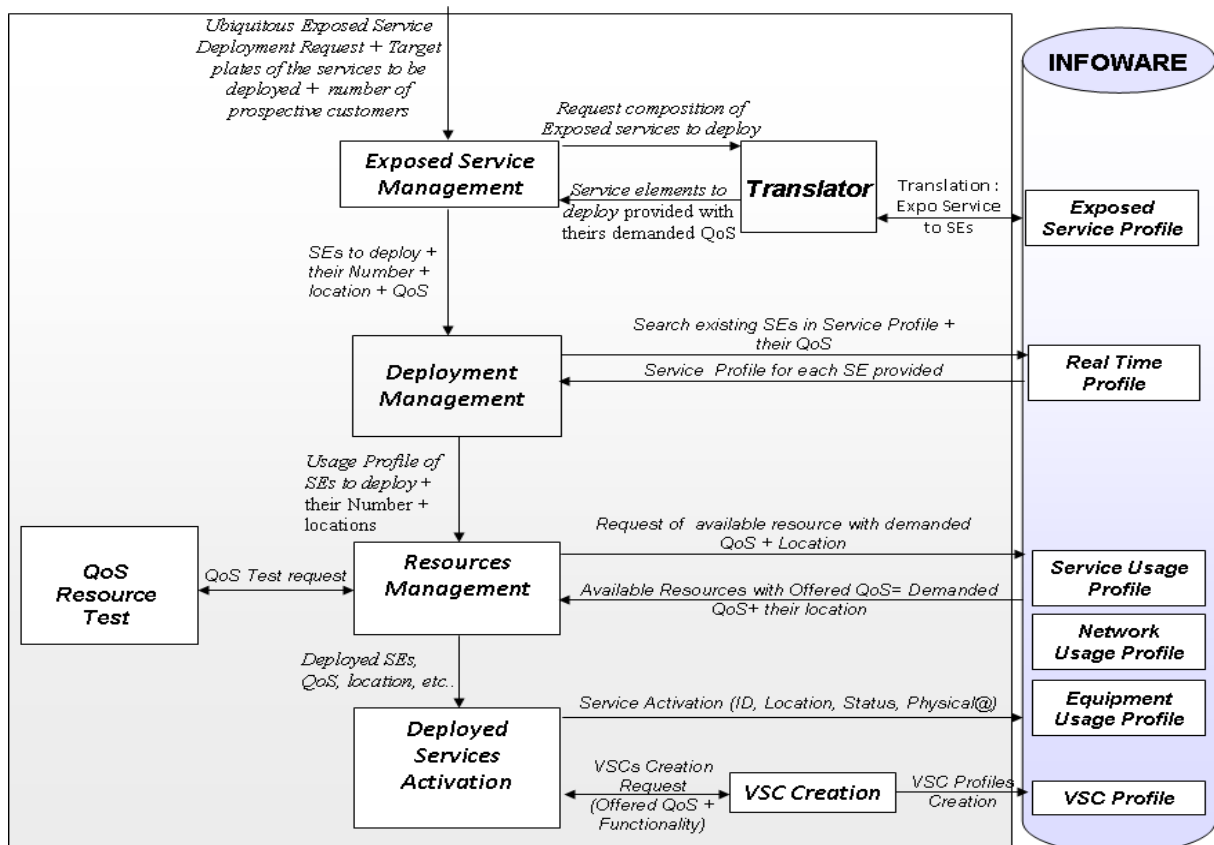 Ubiquitous Exposed Service
Deployment Request + Target
plates of the services to be
deployed + number of
prospective customers
INFOWARE
Request composition of
Exposed services to deploy
Exposed Service
Management
Service elements to
deploy provided with
theirs demanded QoS
Translator
Translation :
Expo Service
to SEs
Exposed
Service Profile
SEs to deploy +
their Number +
location + QoS
Search existing SEs in Service Profile +
their QoS
Deployment
Management
Service Profile for each SE provided
Real Time
Profile
Usage Profile of
SEs to deploy +
their Number +
locations
Request of available resource with demanded
QoS + Location
QoS
Resource
Test
QoS Test request
Resources
Management
Available Resources with Offered QoS= Demanded
QoS+ their location
Service Usage
Profile
Network
Usage Profile
Deployed SEs,
QoS, location, etc..
Service Activation (ID, Location, Status, Physical@)
Equipment
Usage Profile
Deployed
Services
Activation
VSCs Creation
Request
(Offered QoS +
Functionality)
VSC Creation
VSC Profiles
Creation
VSC Profile